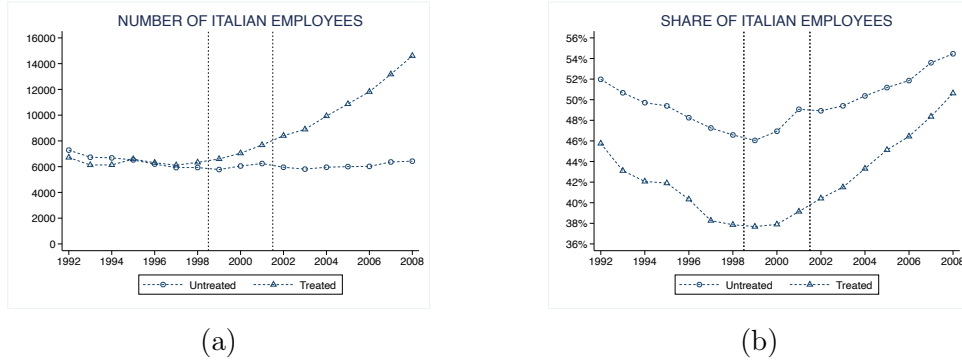 NUMBER OF ITALIAN EMPLOYEES
16000
14000
12000
10000
8000
6000
4000
2000
0
1992 1994 1996 1998 2000 2002 2004 2006 2008
Untreated Treated
(a)
SHARE OF ITALIAN EMPLOYEES
56%
54%
52%
50%
48%
46%
44%
42%
40%
38%
36%
1992 1994 1996 1998 2000 2002 2004 2006 2008
Untreated Treated
(b)